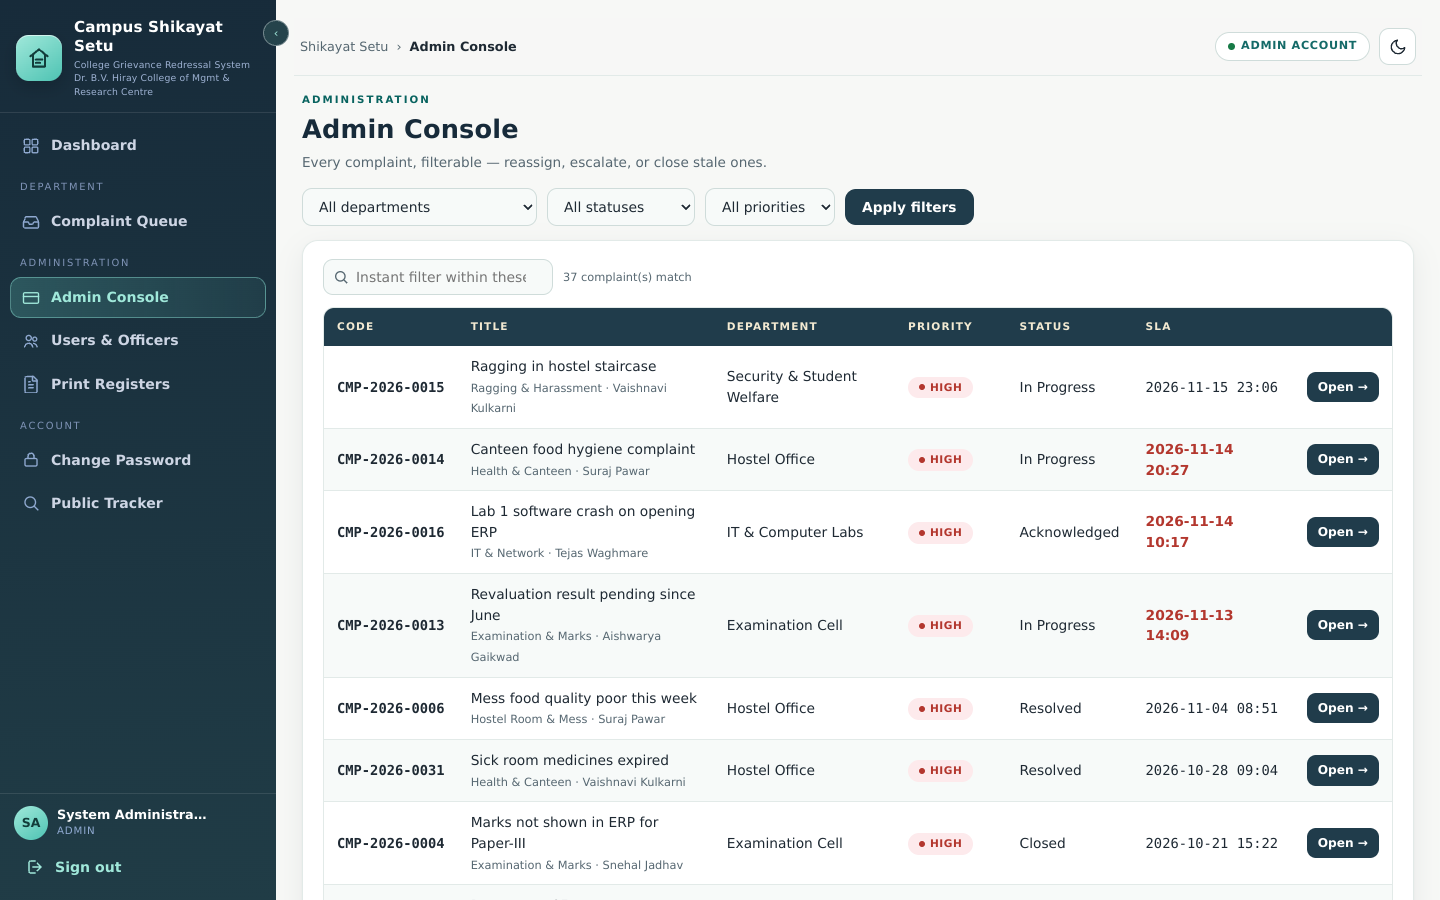 Campus Shikayat
Setu
College Grievance Redressal System
Dr. B.V. Hiray College of Mgmt &
Research Centre
‹
Dashboard
DEPARTMENT
Complaint Queue
ADMINISTRATION
Admin Console
Users & Officers
Print Registers
ACCOUNT
Change Password
Public Tracker
SA
System Administra...
ADMIN
Sign out
Shikayat Setu › Admin Console
ADMIN ACCOUNT
ADMINISTRATION
Admin Console
Every complaint, filterable — reassign, escalate, or close stale ones.
All departments
All statuses
All priorities
Apply filters
Instant filter within these
37 complaint(s) match
CODE TITLE DEPARTMENT PRIORITY STATUS SLA
CMP-2026-0015
Ragging in hostel staircase
Ragging & Harassment · Vaishnavi
Kulkarni
Security & Student
Welfare
HIGH
In Progress
2026-11-15 23:06
Open →
CMP-2026-0014
Canteen food hygiene complaint
Health & Canteen · Suraj Pawar
Hostel Office
HIGH
In Progress
2026-11-14
20:27
Open →
CMP-2026-0016
Lab 1 software crash on opening
ERP
IT & Network · Tejas Waghmare
IT & Computer Labs
HIGH
Acknowledged
2026-11-14
10:17
Open →
CMP-2026-0013
Revaluation result pending since
June
Examination & Marks · Aishwarya
Gaikwad
Examination Cell
HIGH
In Progress
2026-11-13
14:09
Open →
CMP-2026-0006
Mess food quality poor this week
Hostel Room & Mess · Suraj Pawar
Hostel Office
HIGH
Resolved
2026-11-04 08:51
Open →
CMP-2026-0031
Sick room medicines expired
Health & Canteen · Vaishnavi Kulkarni
Hostel Office
HIGH
Resolved
2026-10-28 09:04
Open →
CMP-2026-0004
Marks not shown in ERP for
Paper-III
Examination & Marks · Snehal Jadhav
Examination Cell
HIGH
Closed
2026-10-21 15:22
Open →